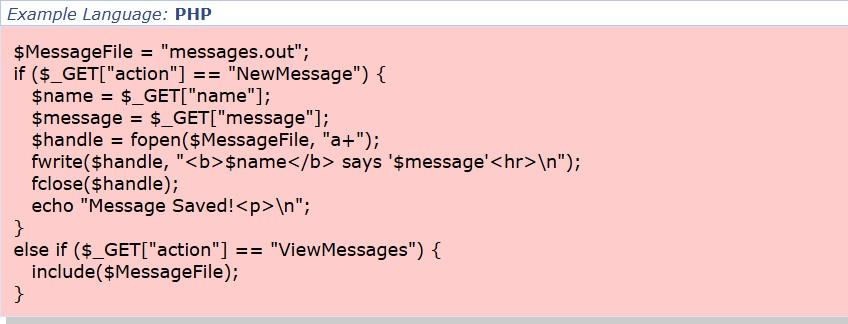 Example Language: PHP
$MessageFile = "messages.out";
if ($_GET["action"] == "NewMessage") {
$name = $_GET["name"];
$message = $_GET["message"];
$handle = fopen($MessageFile, "a+");
fwrite($handle, "<b>$name</b> says '$message'<hr>\n");
fclose($handle);
echo "Message Saved!<p>\n";
}
else if ($_GET["action"] == "ViewMessages") {
include($MessageFile);
}